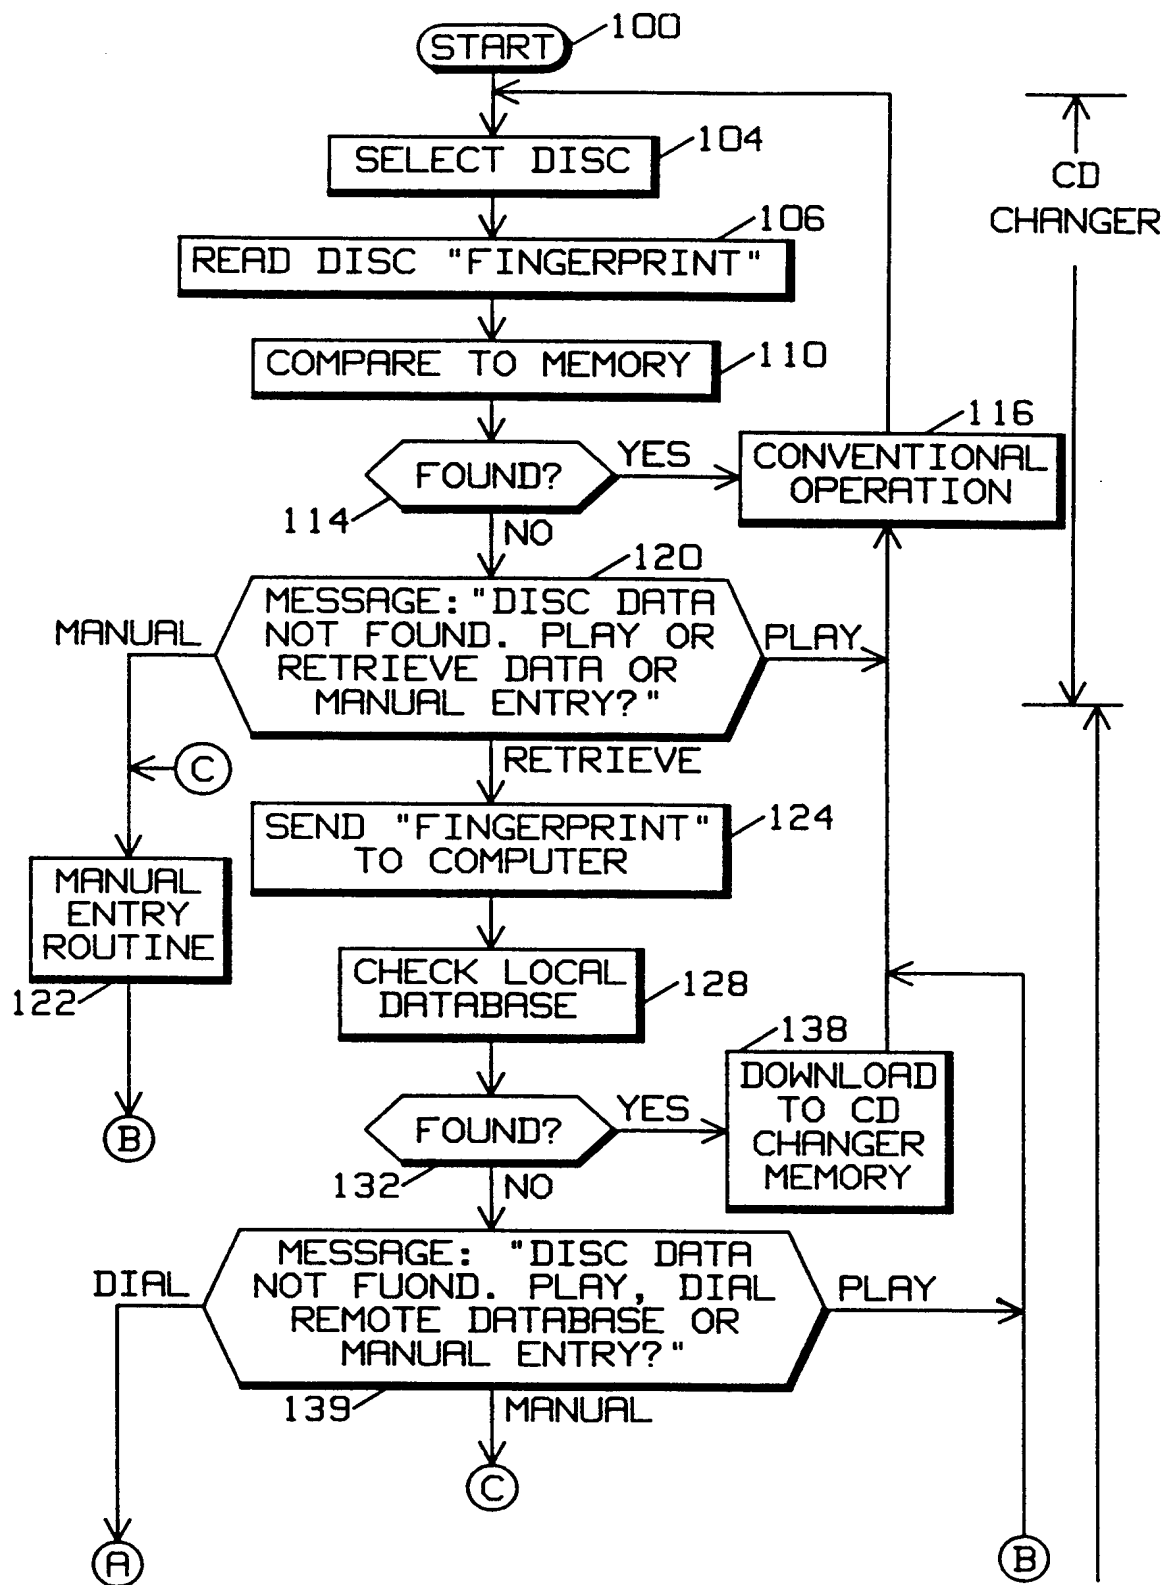 START
100
SELECT DISC
104
CD
CHANGER
106
READ DISC "FINGERPRINT"
COMPARE TO MEMORY
110
FOUND?
YES
114
NO
116
CONVENTIONAL
OPERATION
120
MESSAGE:"DISC DATA
NOT FOUND. PLAY OR
RETRIEVE DATA OR
MANUAL ENTRY?"
MANUAL
PLAY
RETRIEVE
C
SEND "FINGERPRINT"
TO COMPUTER
124
MANUAL
ENTRY
ROUTINE
122
CHECK LOCAL
DATABASE
128
138
DOWNLOAD
TO CD
CHANGER
MEMORY
B
FOUND?
YES
132
NO
MESSAGE: "DISC DATA
NOT FUOND. PLAY, DIAL
REMOTE DATABASE OR
MANUAL ENTRY?"
DIAL
PLAY
139
MANUAL
C
A
B